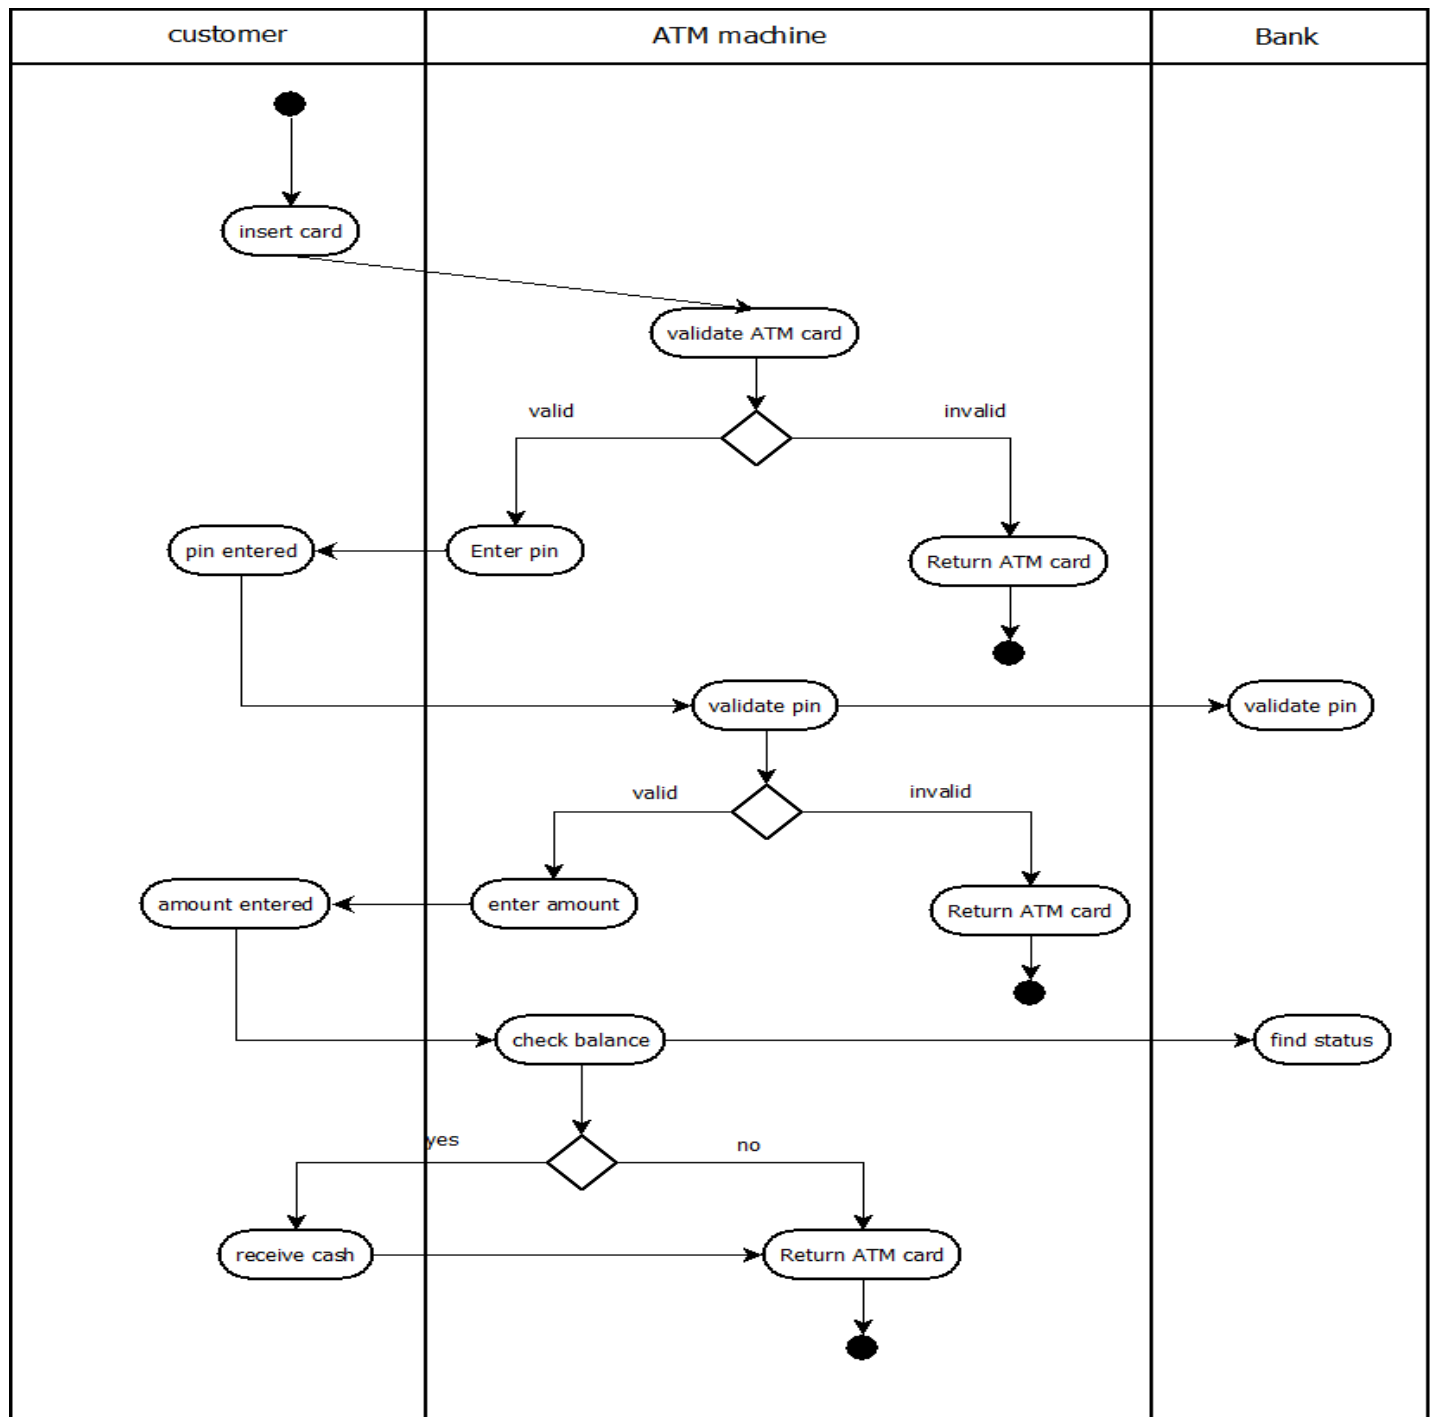 customer
ATM machine
Bank
insert card
validate ATM card
valid
invalid
pin entered
Enter pin
Return ATM card
validate pin
validate pin
valid
invalid
amount entered
enter amount
Return ATM card
check balance
find status
yes
no
receive cash
Return ATM card